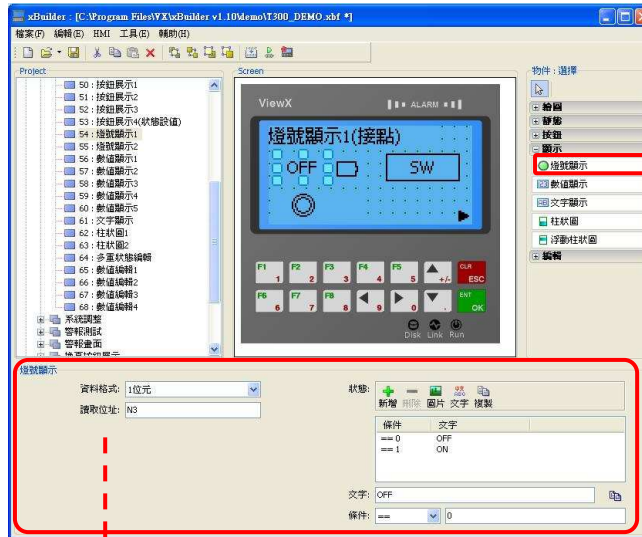 xBuilder : [C:\Program Files\VX\xBuilder v1.10\demo\T300_DEMO.xbf *]
檔案(F) 編輯(E) HMI 工具(E) 輔助(H)
Project
50 : 按鈕展示1
51 : 按鈕展示2
52 : 按鈕展示3
53 : 按鈕展示4(狀態設值)
54 : 燈號顯示1
55 : 燈號顯示2
56 : 數值顯示1
57 : 數值顯示2
58 : 數值顯示3
59 : 數值顯示4
60 : 數值顯示5
61 : 文字顯示
62 : 柱狀圖1
63 : 柱狀圖2
64 : 多重狀態編輯
65 : 數值編輯1
66 : 數值編輯2
67 : 數值編輯3
68 : 數值編輯4
系統調整
警報測試
警報畫面
Screen
ViewX
ALARM
燈號顯示1(接點)
OFF
SW
F1 1 F2 2 F3 3 F4 4 F5 5 +/- CLR ESC
F6 6 F7 7 F8 8 9 0 . ENT OK
Disk Link Run
物件 : 選擇
繪圖
靜態
按鈕
顯示
燈號顯示
數值顯示
文字顯示
柱狀圖
浮動柱狀圖
編輯
燈號顯示
資料格式: 1位元
讀取位址: N3
狀態:
新增 刪除 圖片 文字 複製
條件 文字
== 0 OFF
== 1 ON
文字: OFF
條件: == 0